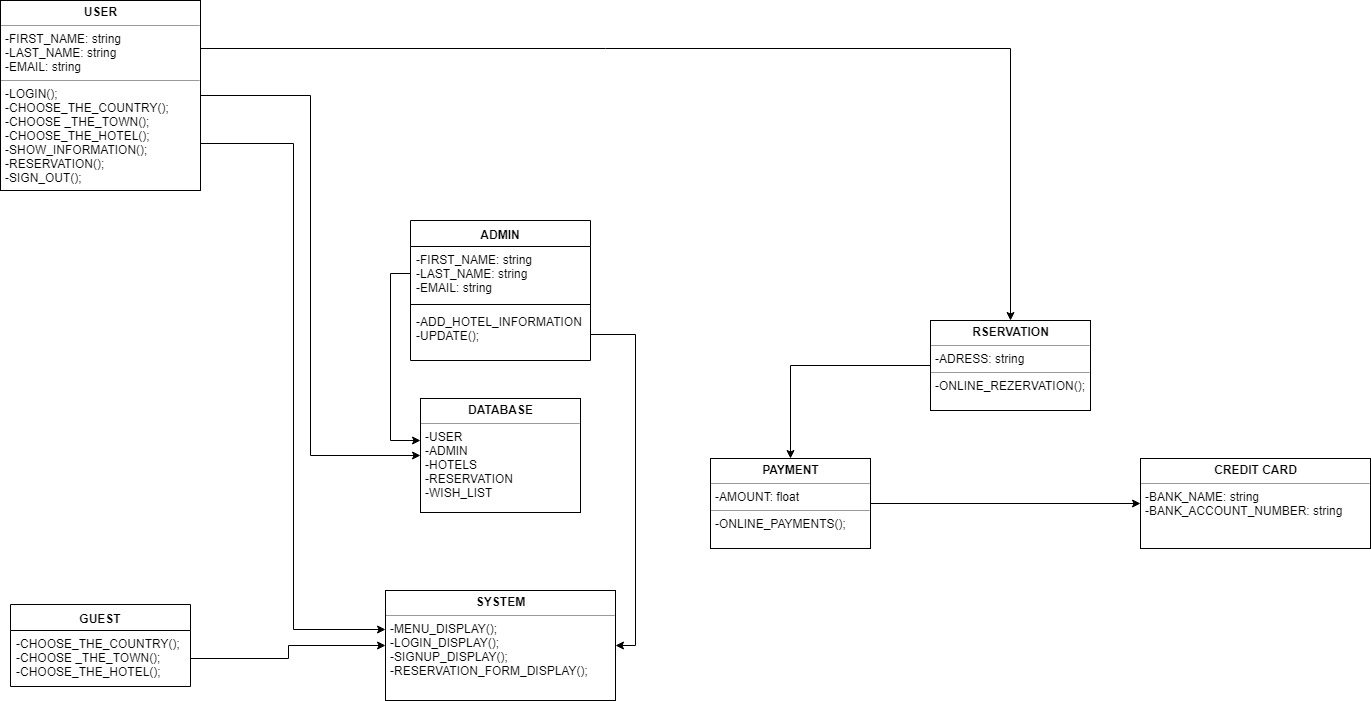 USER
-FIRST_NAME: string
-LAST_NAME: string
-EMAIL: string
-LOGIN();
-CHOOSE_THE_COUNTRY();
-CHOOSE _THE_TOWN();
-CHOOSE_THE_HOTEL();
-SHOW_INFORMATION();
-RESERVATION();
-SIGN_OUT();
ADMIN
-FIRST_NAME: string
-LAST_NAME: string
-EMAIL: string
-ADD_HOTEL_INFORMATION
-UPDATE();
RSERVATION
-ADRESS: string
-ONLINE_REZERVATION();
DATABASE
-USER
-ADMIN
-HOTELS
-RESERVATION
-WISH_LIST
PAYMENT
-AMOUNT: float
-ONLINE_PAYMENTS();
CREDIT CARD
-BANK_NAME: string
-BANK_ACCOUNT_NUMBER: string
GUEST
-CHOOSE_THE_COUNTRY();
-CHOOSE _THE_TOWN();
-CHOOSE_THE_HOTEL();
SYSTEM
-MENU_DISPLAY();
-LOGIN_DISPLAY();
-SIGNUP_DISPLAY();
-RESERVATION_FORM_DISPLAY();